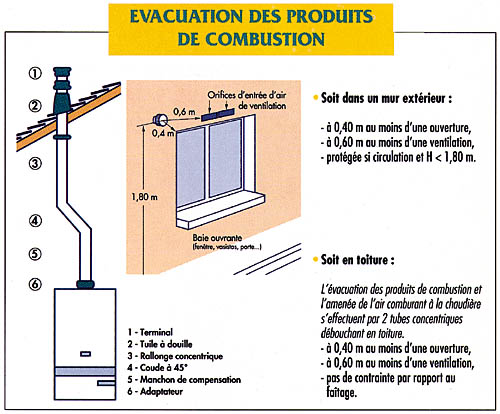 EVACUATION DES PRODUITS
DE COMBUSTION
1
2
3
4
5
6
Orifices d'entrée d'air
de ventilation
0,6 m
0,4 m
1,80 m
Baie ouvrante
(fenêtre, vasistas, porte...)
1 - Terminal
2 - Tuile à douille
3 - Rallonge concentrique
4 - Coude à 45°
5 - Manchon de compensation
6 - Adaptateur
• Soit dans un mur extérieur :
- à 0,40 m au moins d'une ouverture,
- à 0,60 m au moins d'une ventilation,
- protégée si circulation et H < 1,80 m.
• Soit en toiture :
L'évacuation des produits de combustion et
l'amenée de l'air comburant à la chaudière
s'effectuent par 2 tubes concentriques
débouchant en toiture.
- à 0,40 m au moins d'une ouverture,
- à 0,60 m au moins d'une ventilation,
- pas de contrainte par rapport au
faîtage.